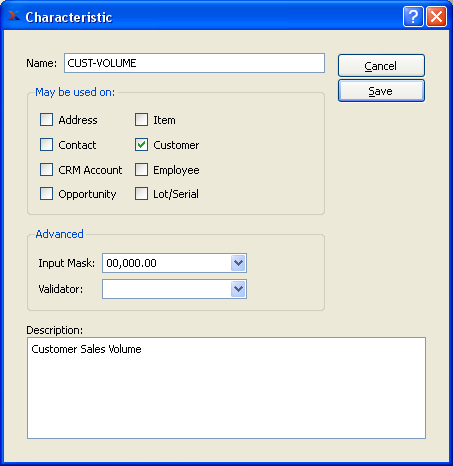 Characteristic
Name: CUST-VOLUME
Cancel
Save
May be used on:
Address Item
Contact Customer
CRM Account Employee
Opportunity Lot/Serial
Advanced
Input Mask: 00,000.00
Validator:
Description:
Customer Sales Volume